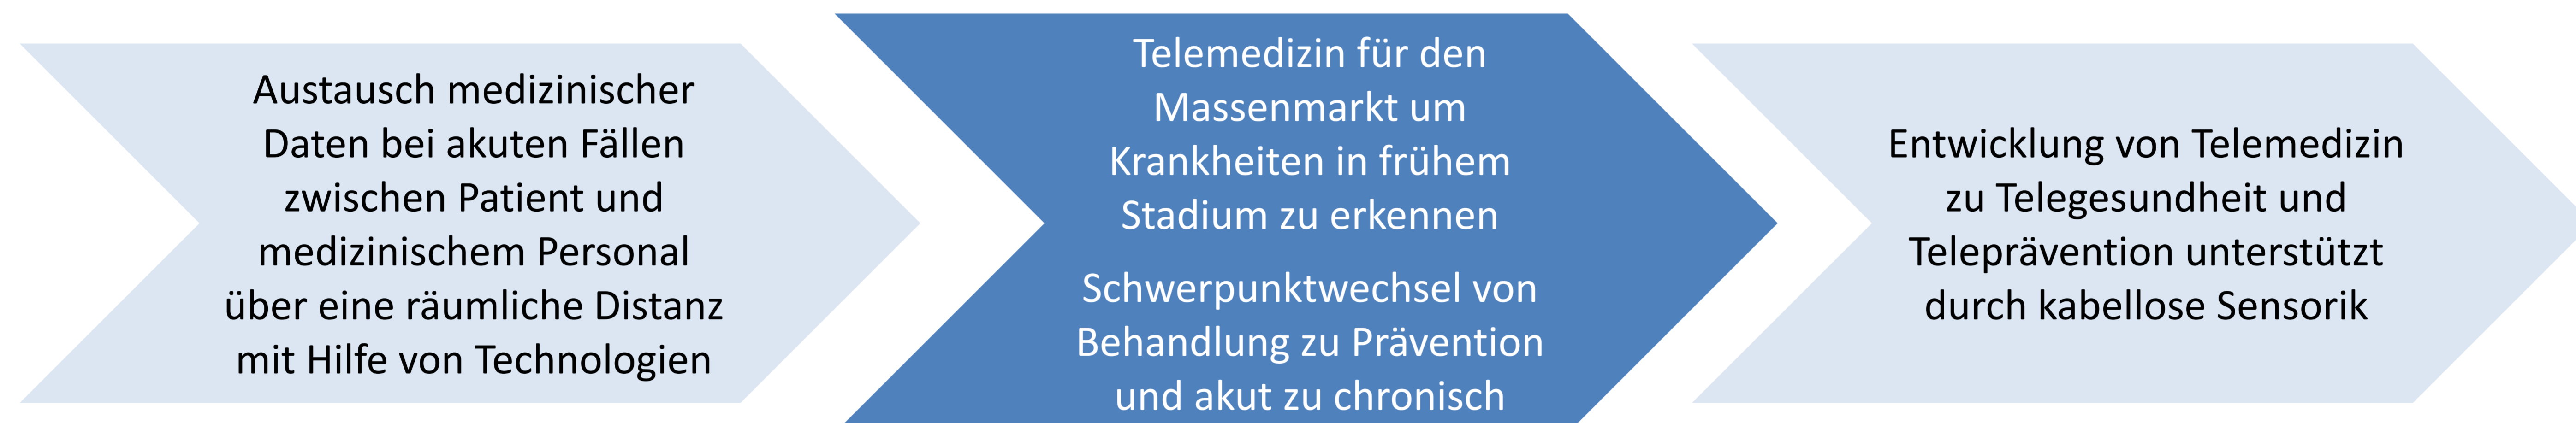 Austausch medizinischer
Daten bei akuten Fällen
zwischen Patient und
medizinischem Personal
über eine räumliche Distanz
mit Hilfe von Technologien
Telemedizin für den
Massenmarkt um
Krankheiten in frühem
Stadium zu erkennen
Schwerpunktwechsel von
Behandlung zu Prävention
und akut zu chronisch
Entwicklung von Telemedizin
zu Telegesundheit und
Teleprävention unterstützt
durch kabellose Sensorik